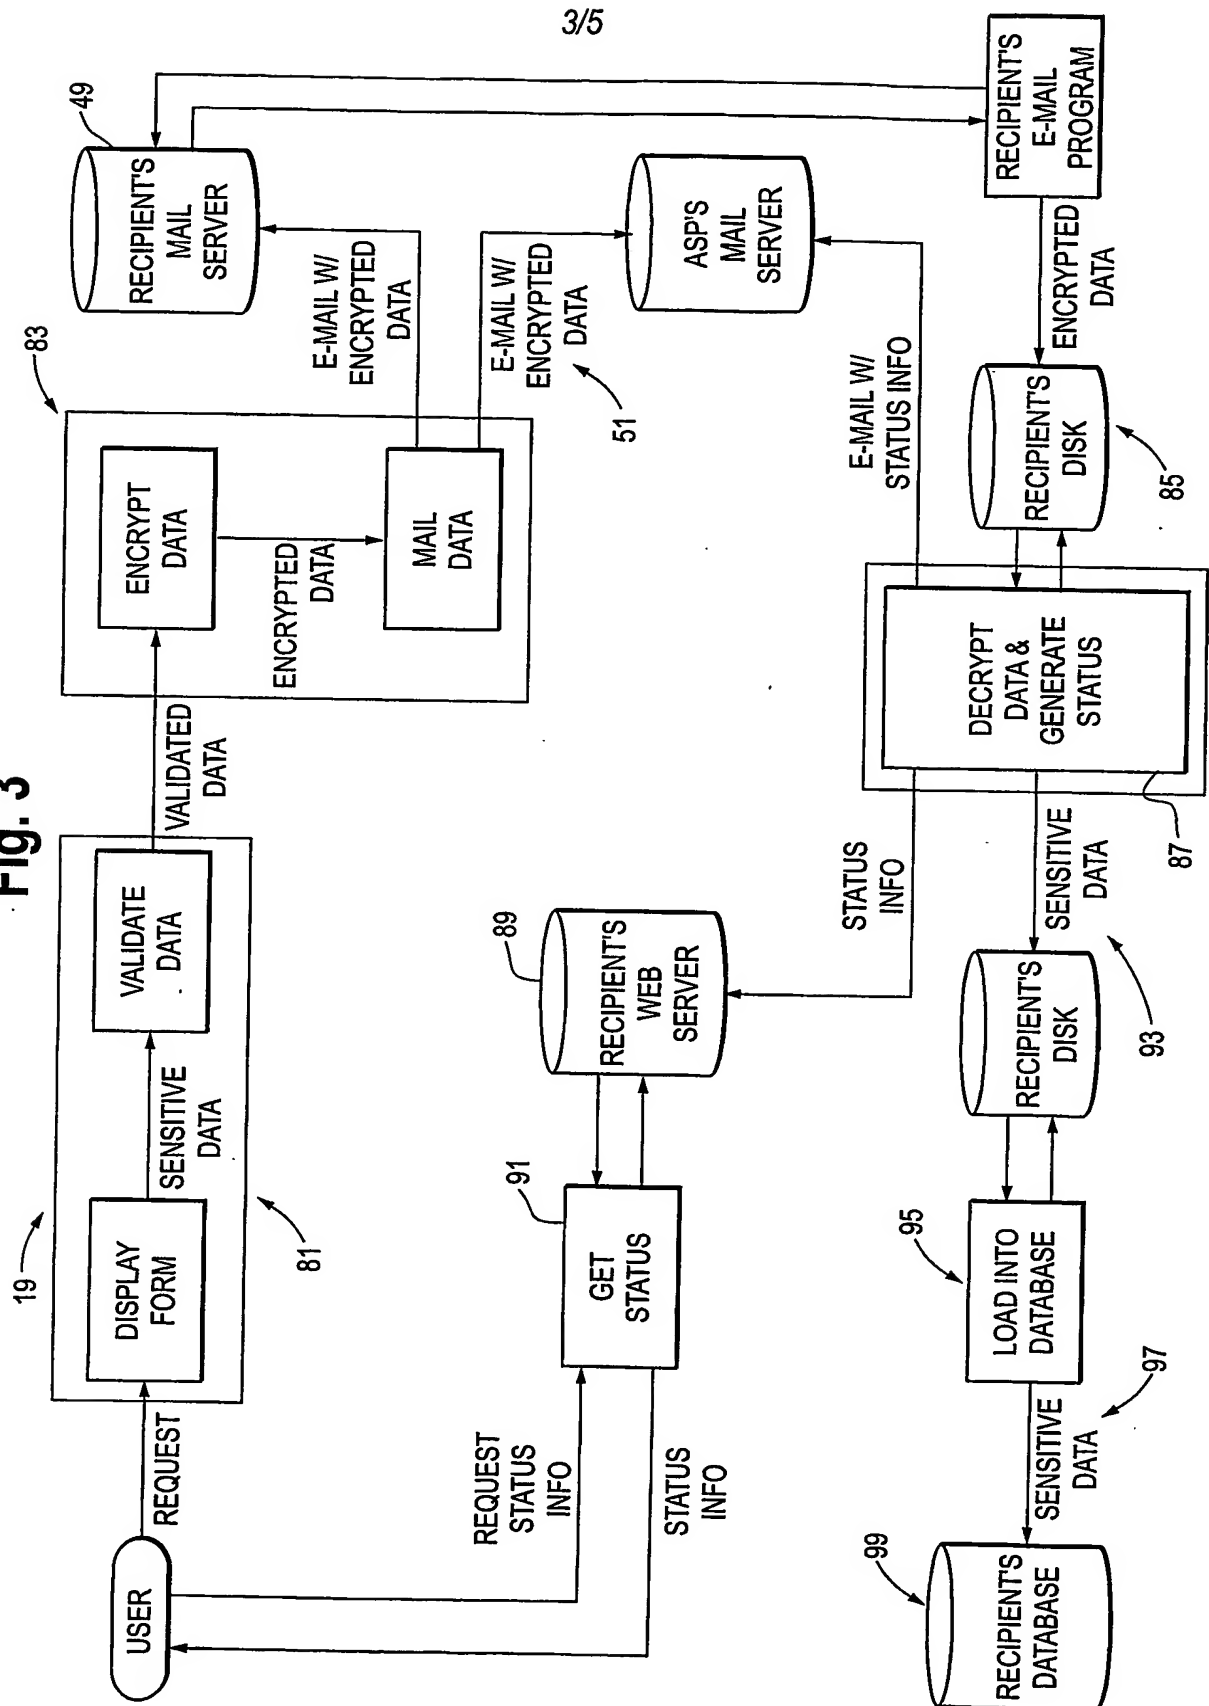 3/5
Fig. 3
19
DISPLAY
FORM
SENSITIVE
DATA
VALIDATE
DATA
81
REQUEST
USER
VALIDATED
DATA
83
ENCRYPT
DATA
ENCRYPTED
DATA
MAIL
DATA
E-MAIL W/
ENCRYPTED
DATA
E-MAIL W/
ENCRYPTED
DATA
51
49
RECIPIENT'S
MAIL
SERVER
ASP'S
MAIL
SERVER
RECIPIENT'S
E-MAIL
PROGRAM
ENCRYPTED
DATA
RECIPIENT'S
DISK
85
E-MAIL W/
STATUS INFO
DECRYPT
DATA &
GENERATE
STATUS
87
STATUS
INFO
89
RECIPIENT'S
WEB
SERVER
91
GET
STATUS
REQUEST
STATUS
INFO
STATUS
INFO
SENSITIVE
DATA
93
RECIPIENT'S
DISK
95
LOAD INTO
DATABASE
SENSITIVE
DATA
97
99
RECIPIENT'S
DATABASE